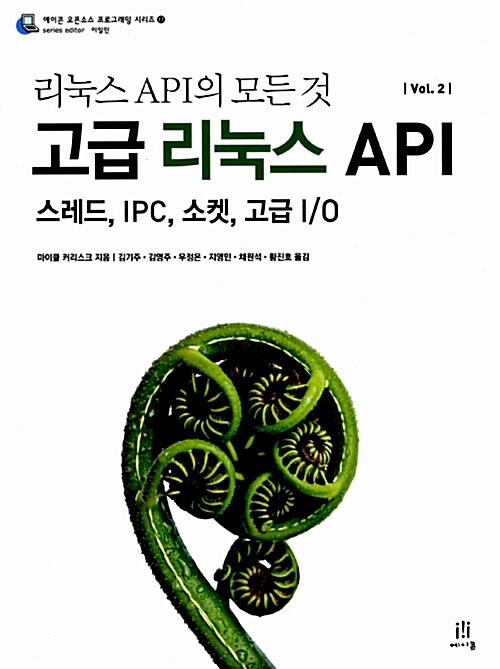 에이콘 오픈소스 프로그래밍 시리즈
series editor 이일민
리눅스 API의 모든 것
| Vol. 2 |
고급 리눅스 API
스레드, IPC, 소켓, 고급 I/O
마이클 커리스크 지음 | 김기주 · 김영주 · 우정은 · 지영민 · 채원석 · 황진호 옮김
에이콘